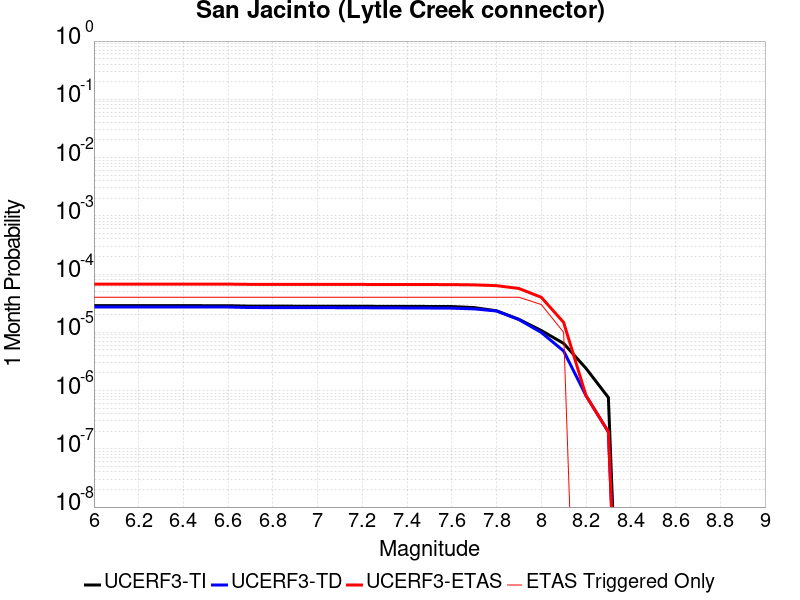 San Jacinto (Lytle Creek connector)
10^0
10^-1
10^-2
10^-3
10^-4
10^-5
10^-6
10^-7
10^-8
1 Month Probability
6 6.2 6.4 6.6 6.8 7 7.2 7.4 7.6 7.8 8 8.2 8.4 8.6 8.8 9
Magnitude
UCERF3-TI UCERF3-TD UCERF3-ETAS ETAS Triggered Only